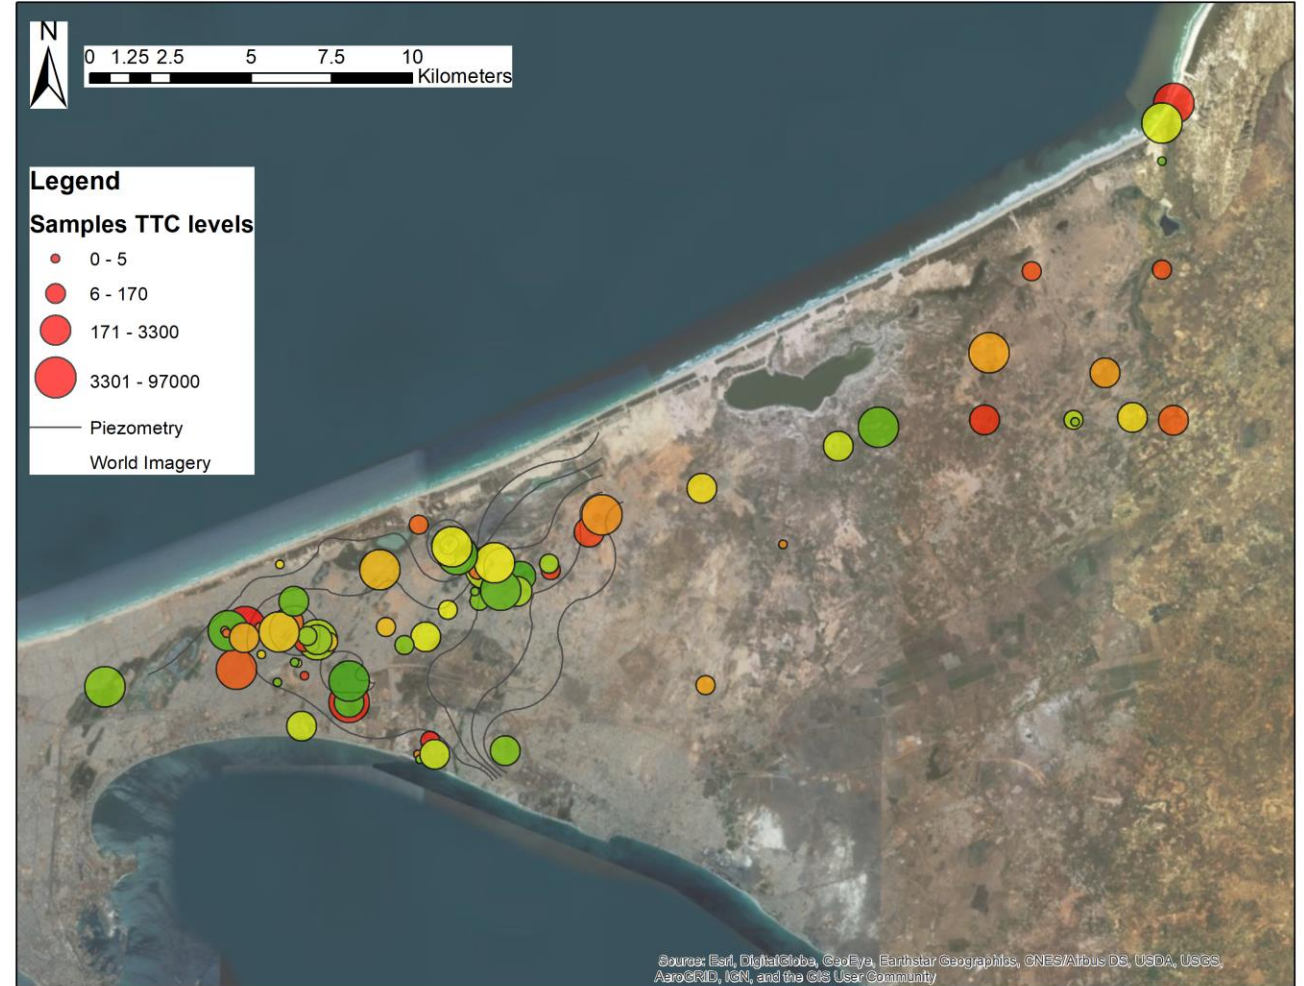 N
0 1.25 2.5 5 7.5 10
Kilometers
Legend
Samples TTC levels
0 - 5
6 - 170
171 - 3300
3301 - 97000
Piezometry
World Imagery
Source: Esri, DigitalGlobe, GeoEye, Earthstar Geographics, CNES/Airbus DS, USDA, USGS,
AeroGRID, IGN, and the GIS User Community